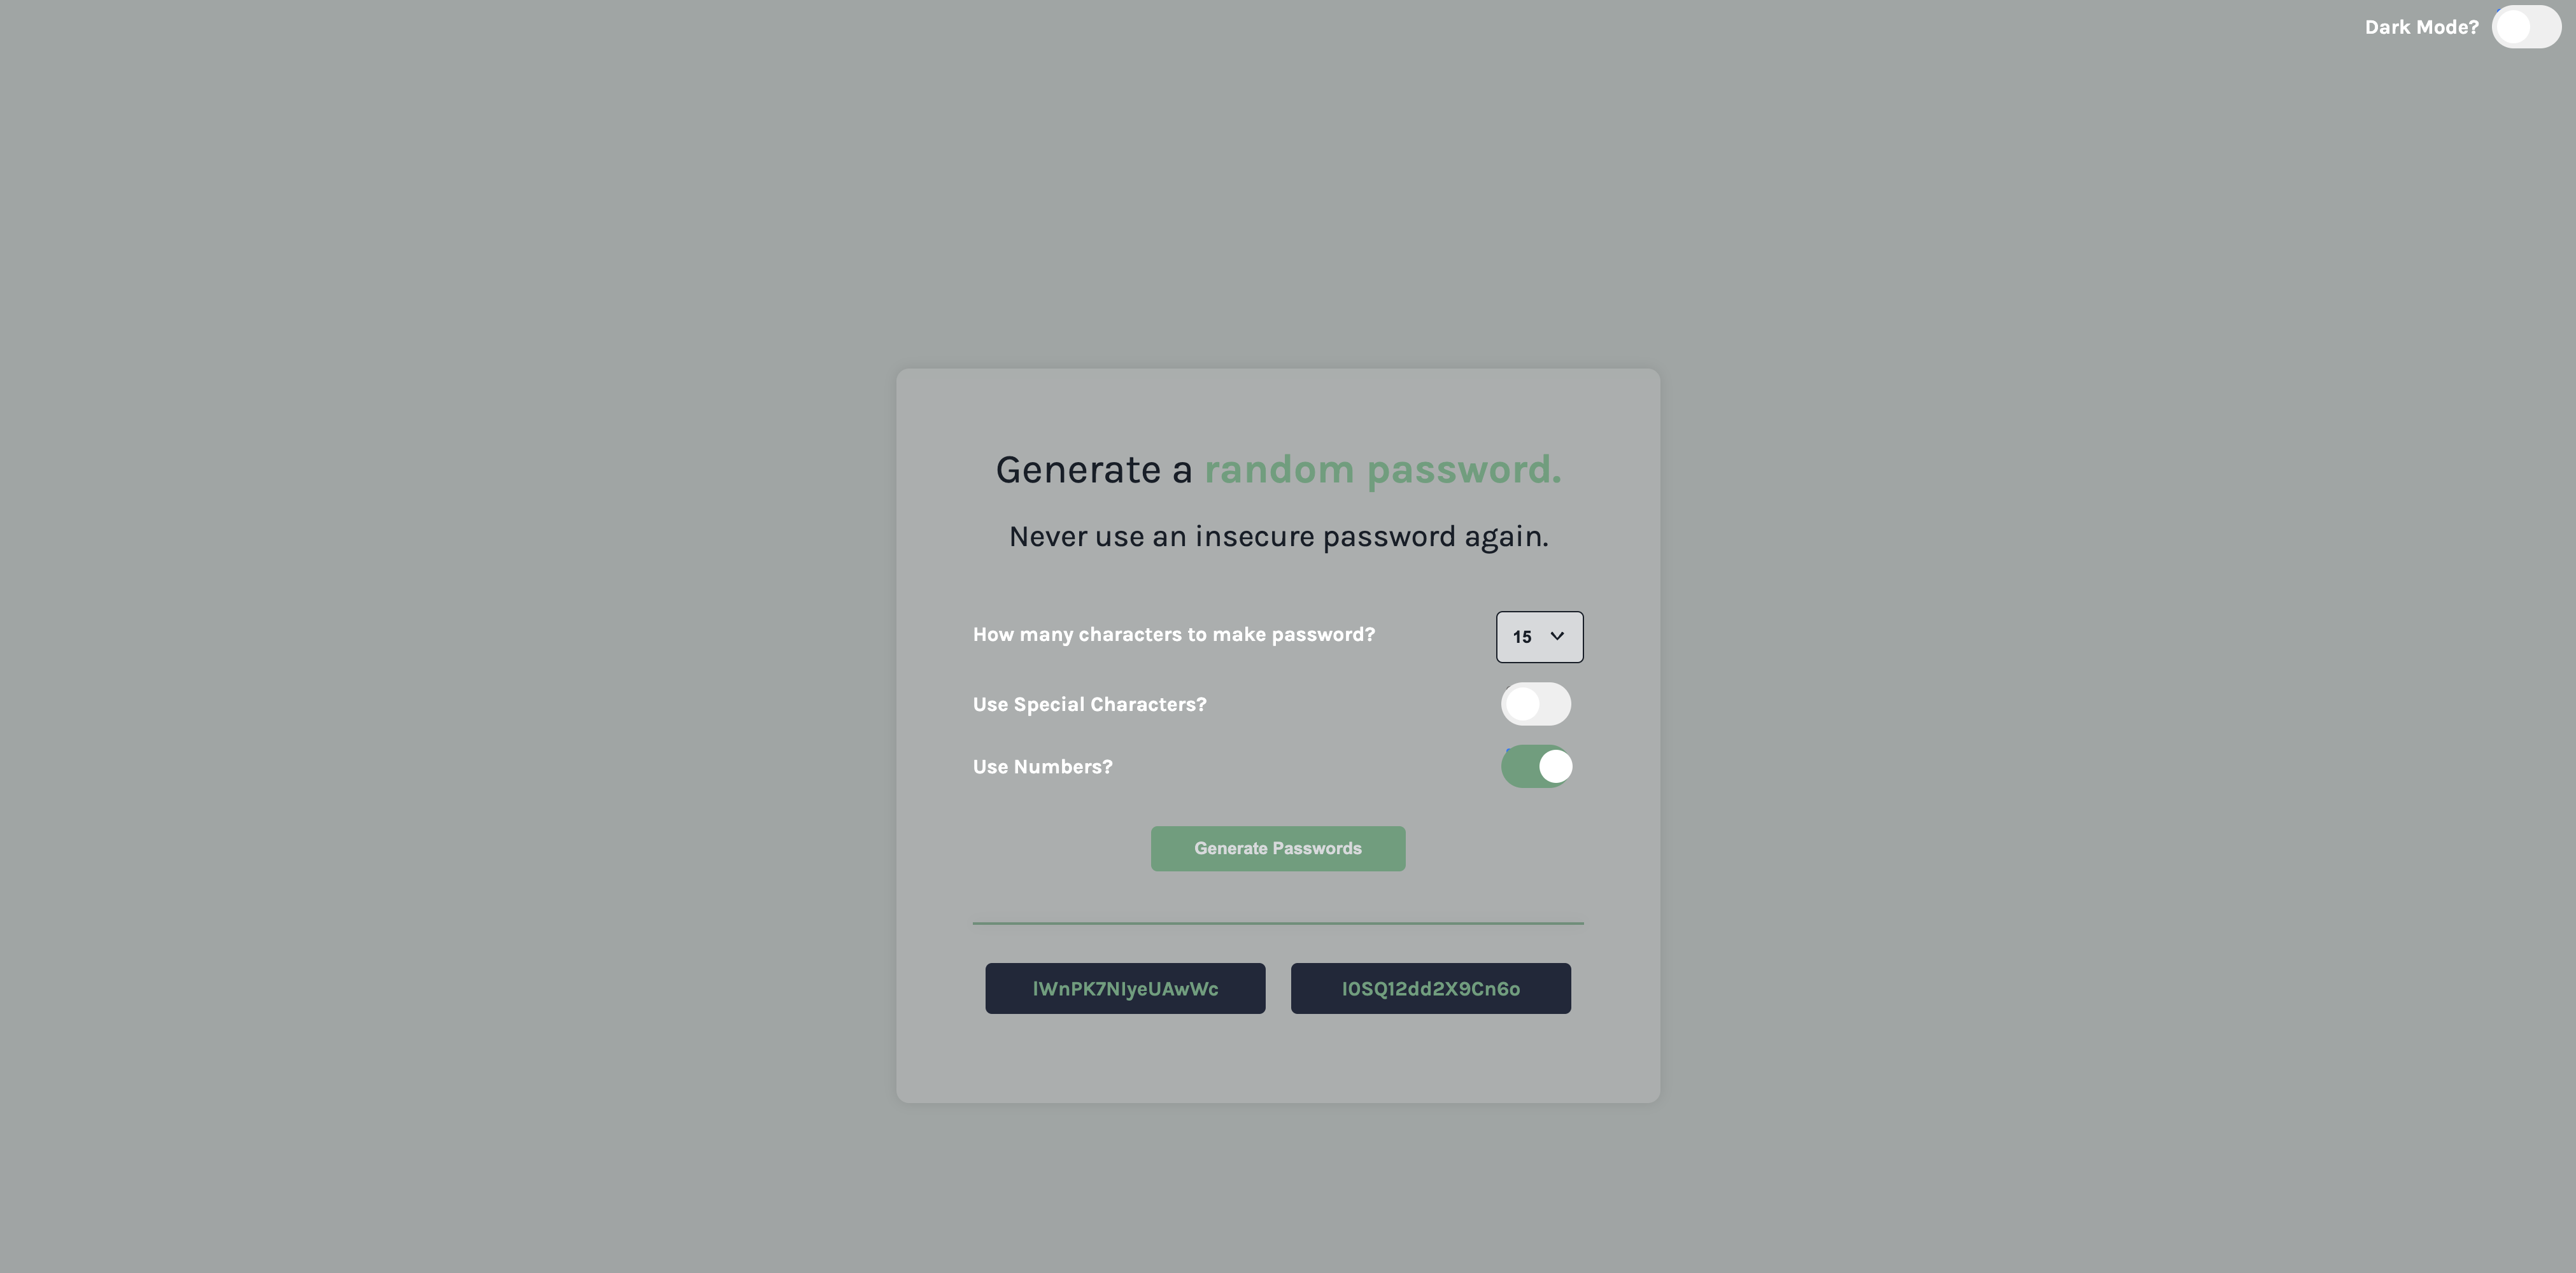 Dark Mode?
Generate a random password.
Never use an insecure password again.
How many characters to make password?
15
Use Special Characters?
Use Numbers?
Generate Passwords
lWnPK7NIyeUAwWc
I0SQ12dd2X9Cn6o